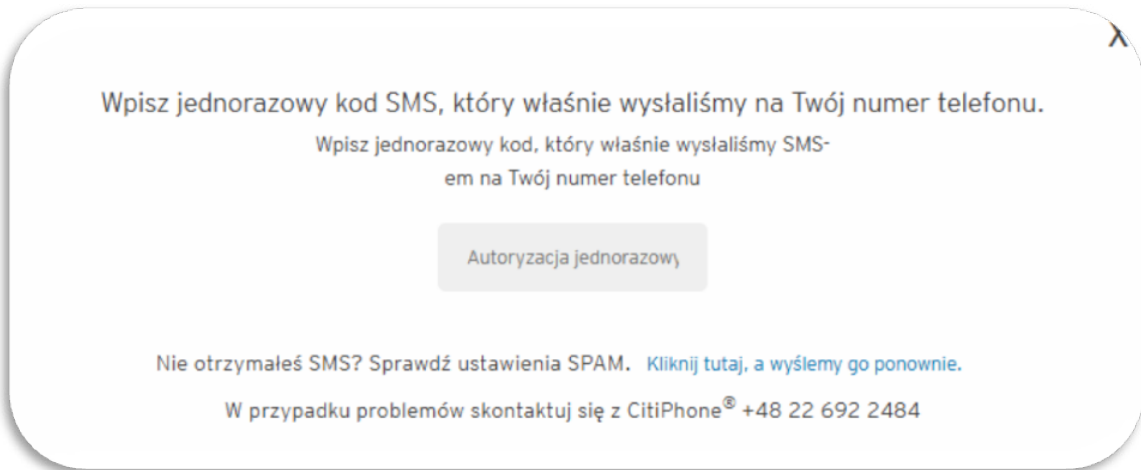 X
Wpisz jednorazowy kod SMS, który właśnie wysłaliśmy na Twój numer telefonu.
Wpisz jednorazowy kod, który właśnie wysłaliśmy SMS-
em na Twój numer telefonu
Autoryzacja jednorazowy
Nie otrzymałeś SMS? Sprawdź ustawienia SPAM. Kliknij tutaj, a wyślemy go ponownie.
W przypadku problemów skontaktuj się z CitiPhone® +48 22 692 2484